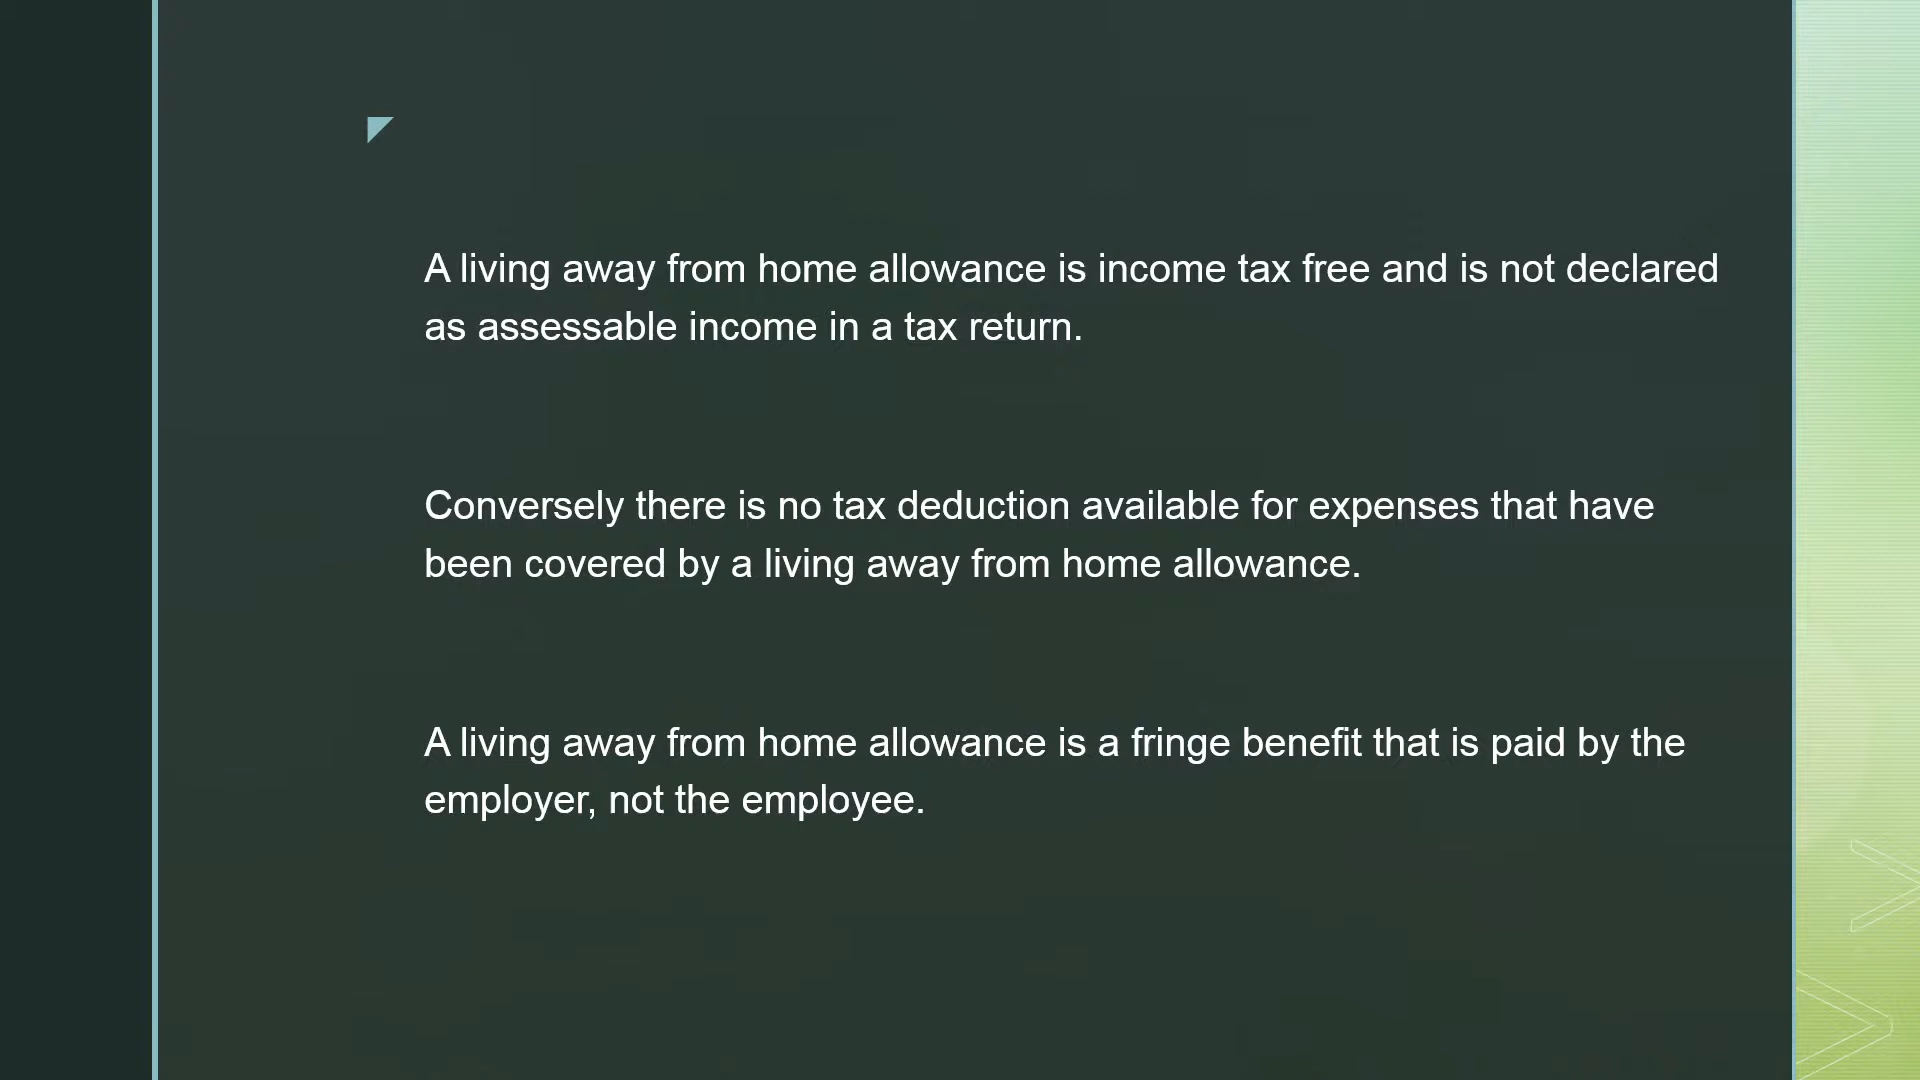 A living away from home allowance is income tax free and is not declared
as assessable income in a tax return.
Conversely there is no tax deduction available for expenses that have
been covered by a living away from home allowance.
A living away from home allowance is a fringe benefit that is paid by the
employer, not the employee.